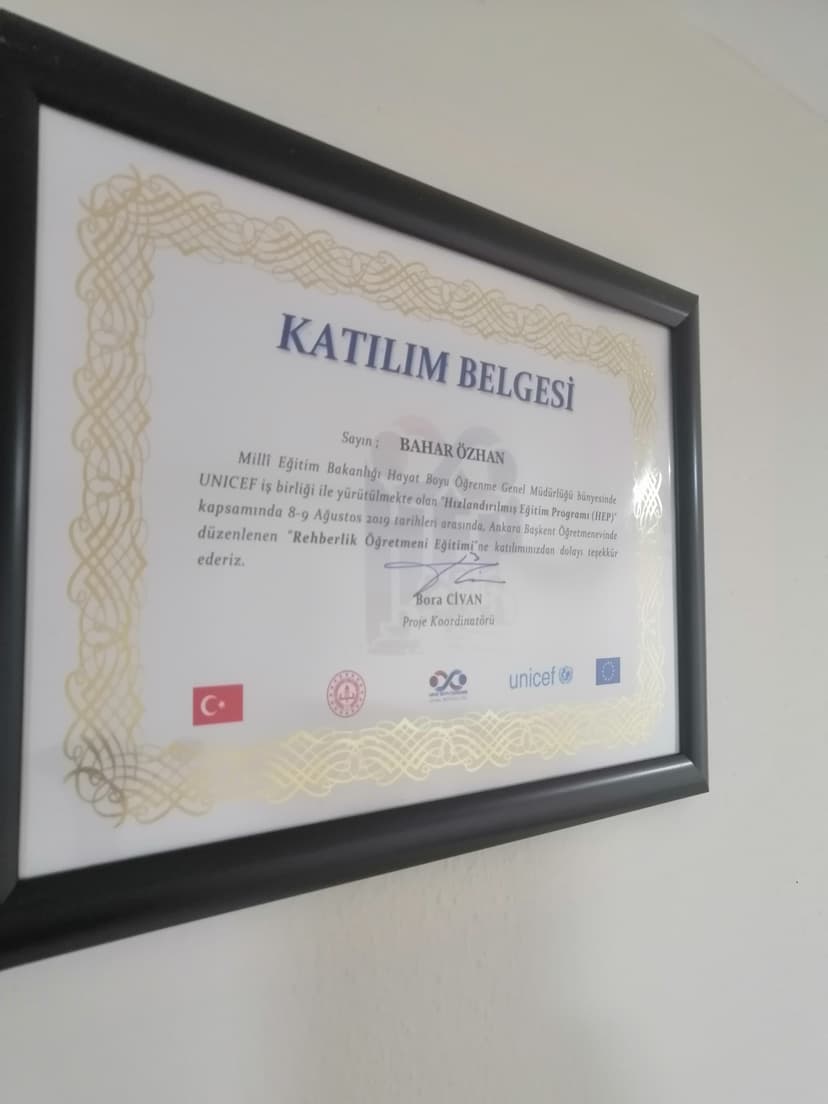 KATILIM BELGESİ
Sayın ; BAHAR ÖZHAN
Millî Eğitim Bakanlığı Hayat Boyu Öğrenme Genel Müdürlüğü bünyesinde
UNICEF iş birliği ile yürütülmekte olan "Hızlandırılmış Eğitim Programı (HEP)"
kapsamında 8-9 Ağustos 2019 tarihleri arasında, Ankara Başkent Öğretmenevinde
düzenlenen "Rehberlik Öğretmeni Eğitimi"ne katılımınızdan dolayı teşekkür
ederiz.
Bora CİVAN
Proje Koordinatörü
unicef